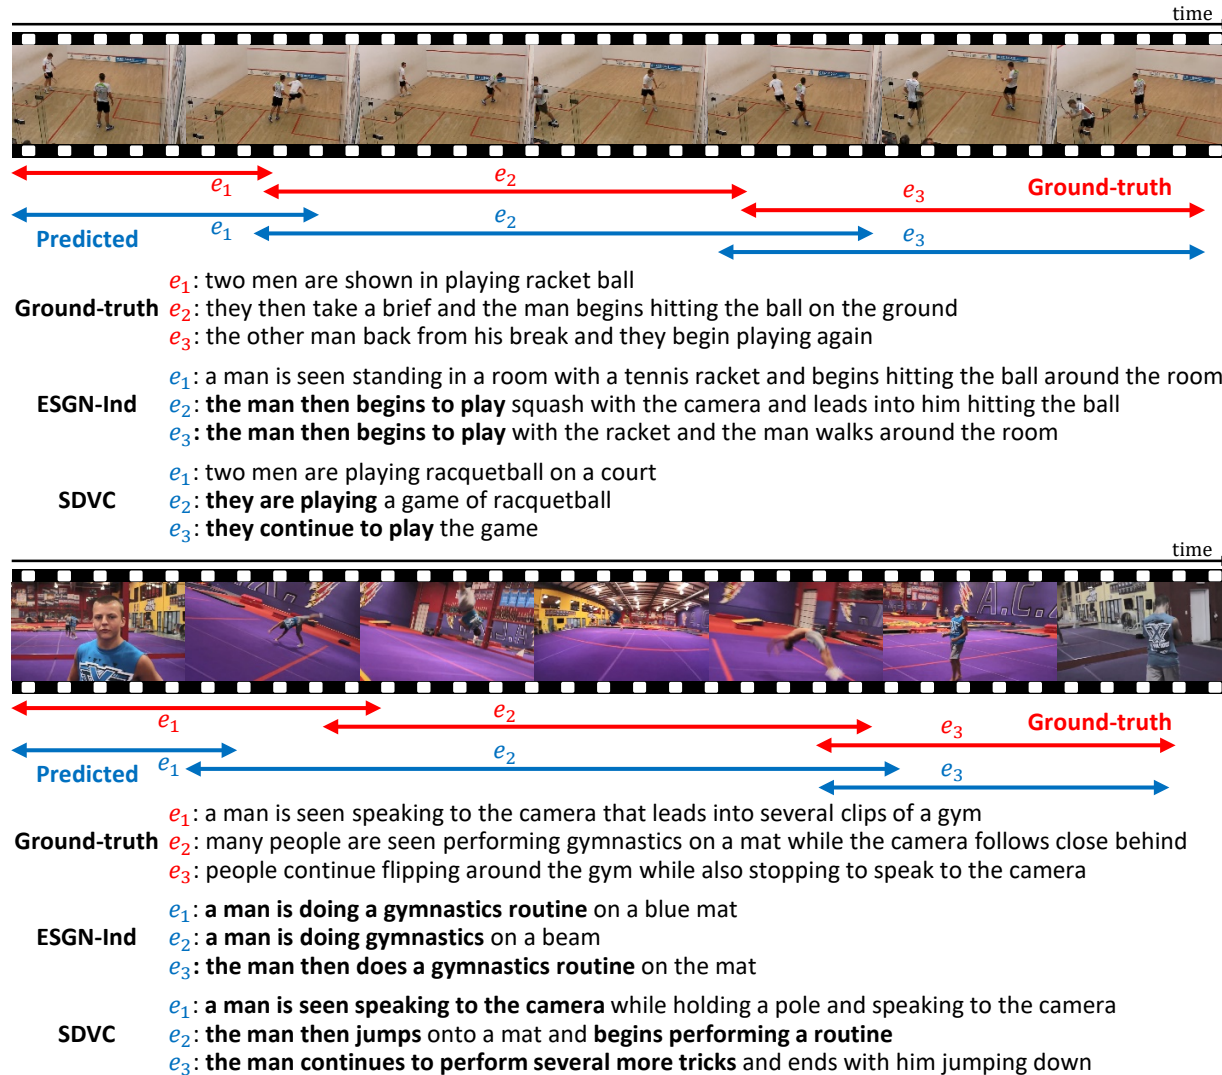 time
e1 e2 e3 Ground-truth
Predicted e1 e2 e3
e1: two men are shown in playing racket ball
Ground-truth e2: they then take a brief and the man begins hitting the ball on the ground
e3: the other man back from his break and they begin playing again
e1: a man is seen standing in a room with a tennis racket and begins hitting the ball around the room
ESGN-Ind e2: the man then begins to play squash with the camera and leads into him hitting the ball
e3: the man then begins to play with the racket and the man walks around the room
e1: two men are playing racquetball on a court
SDVC e2: they are playing a game of racquetball
e3: they continue to play the game
time
A.C.
e1 e2 e3 Ground-truth
Predicted e1 e2 e3
e1: a man is seen speaking to the camera that leads into several clips of a gym
Ground-truth e2: many people are seen performing gymnastics on a mat while the camera follows close behind
e3: people continue flipping around the gym while also stopping to speak to the camera
e1: a man is doing a gymnastics routine on a blue mat
ESGN-Ind e2: a man is doing gymnastics on a beam
e3: the man then does a gymnastics routine on the mat
e1: a man is seen speaking to the camera while holding a pole and speaking to the camera
SDVC e2: the man then jumps onto a mat and begins performing a routine
e3: the man continues to perform several more tricks and ends with him jumping down